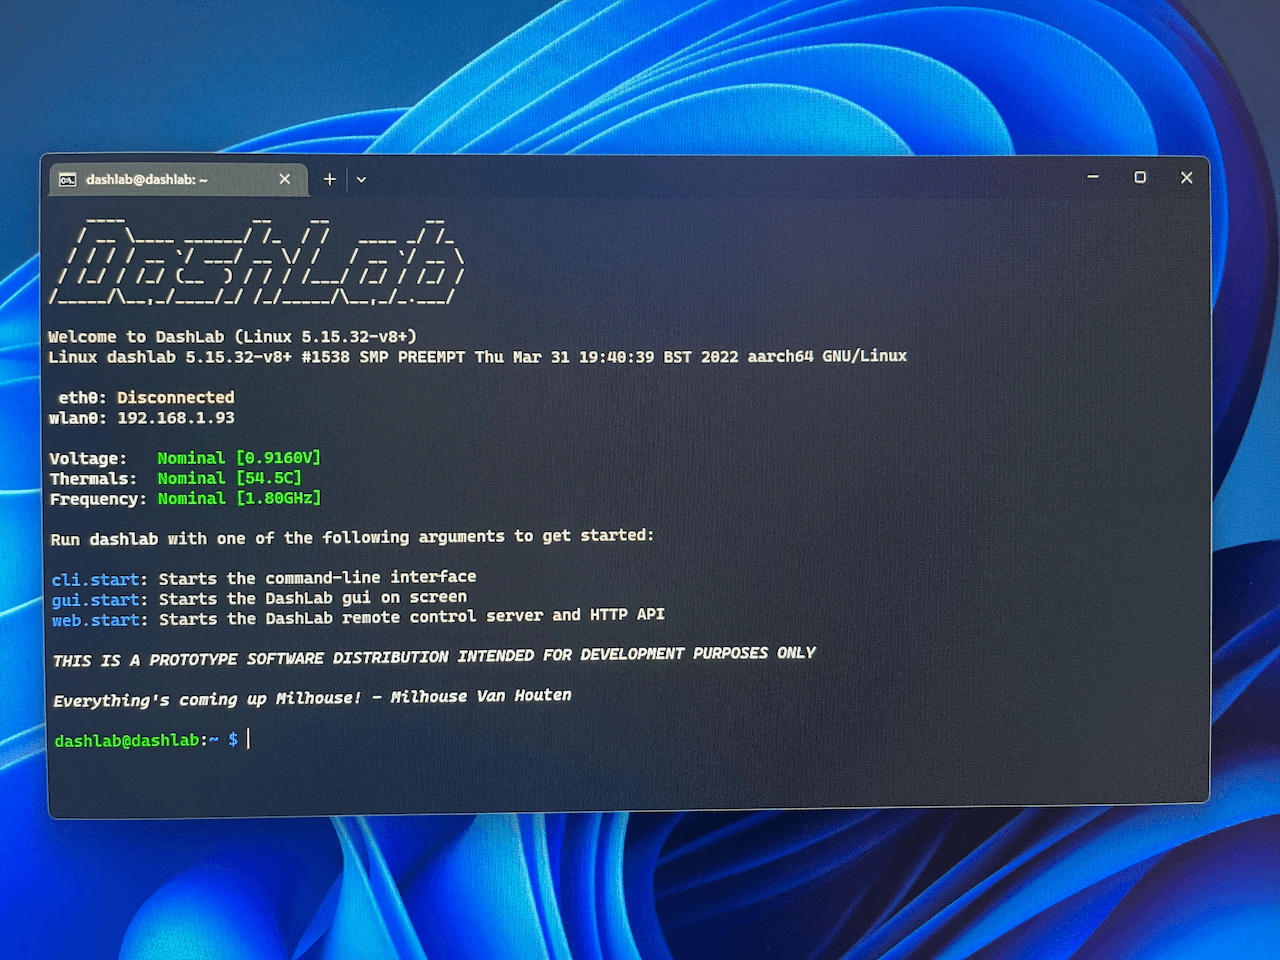 dashlab@dashlab: ~
DashLab
Welcome to DashLab (Linux 5.15.32-v8+)
Linux dashlab 5.15.32-v8+ #1538 SMP PREEMPT Thu Mar 31 19:40:39 BST 2022 aarch64 GNU/Linux
eth0: Disconnected
wlan0: 192.168.1.93
Voltage: Nominal [0.9160V]
Thermals: Nominal [54.5C]
Frequency: Nominal [1.80GHz]
Run dashlab with one of the following arguments to get started:
cli.start: Starts the command-line interface
gui.start: Starts the DashLab gui on screen
web.start: Starts the DashLab remote control server and HTTP API
THIS IS A PROTOTYPE SOFTWARE DISTRIBUTION INTENDED FOR DEVELOPMENT PURPOSES ONLY
Everything's coming up Milhouse! - Milhouse Van Houten
dashlab@dashlab:~ $